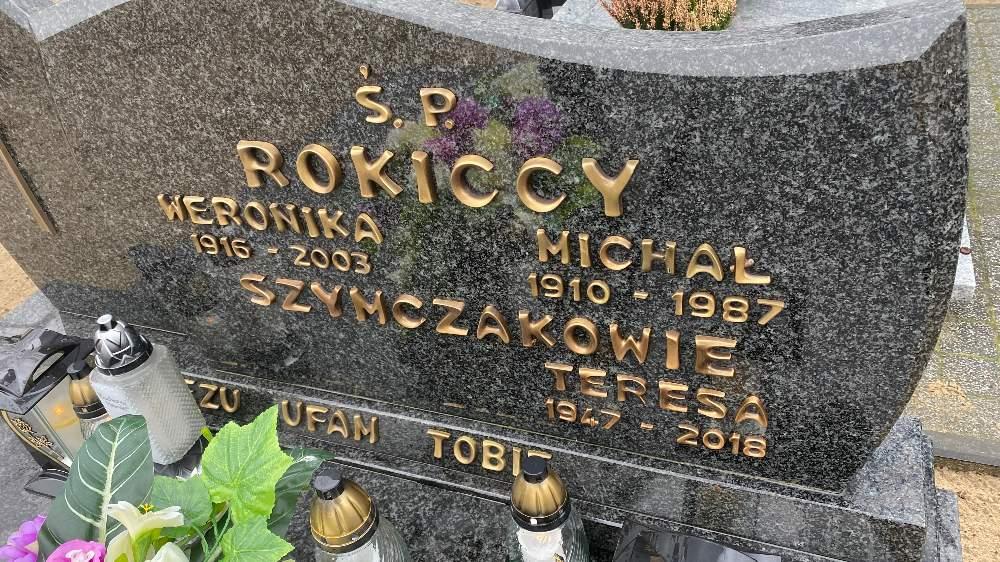 Ś. P.
ROKICCY
WERONIKA MICHAŁ
1916 - 2003 1910 - 1987
SZYMCZAKOWIE
TERESA
1947 - 2018
UFAM TOBIE